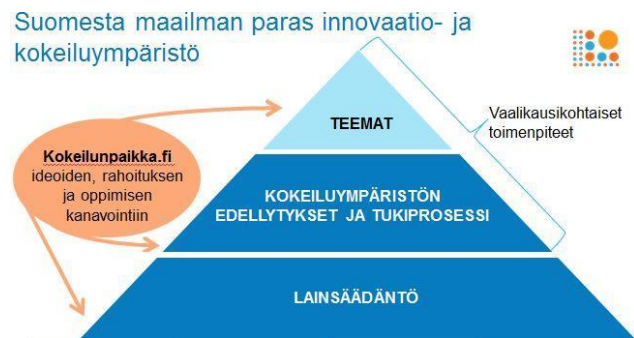 Suomesta maailman paras innovaatio- ja
kokeiluympäristö
TEEMAT
Vaalikausikohtaiset
toimenpiteet
Kokeilunpaikka.fi
ideoiden, rahoituksen
ja oppimisen
kanavointiin
KOKEILUYMPÄRISTÖN
EDELLYTYKSET JA TUKIPROSESSI
LAINSÄÄDÄNTÖ